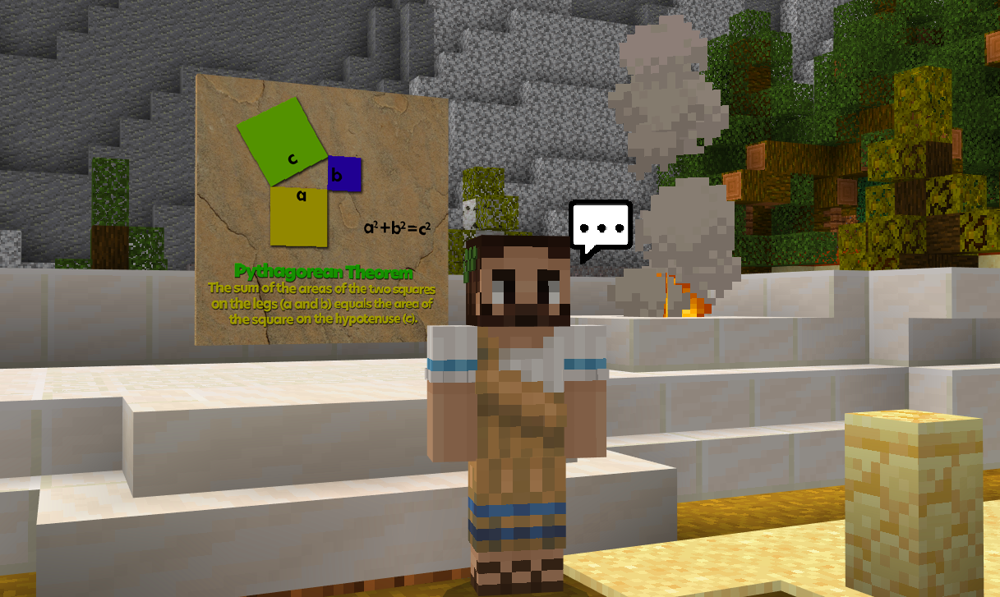 c
b
a
a²+b²=c²
Pythagorean Theorem
The sum of the areas of the two squares
on the legs (a and b) equals the area of
the square on the hypotenuse (c).